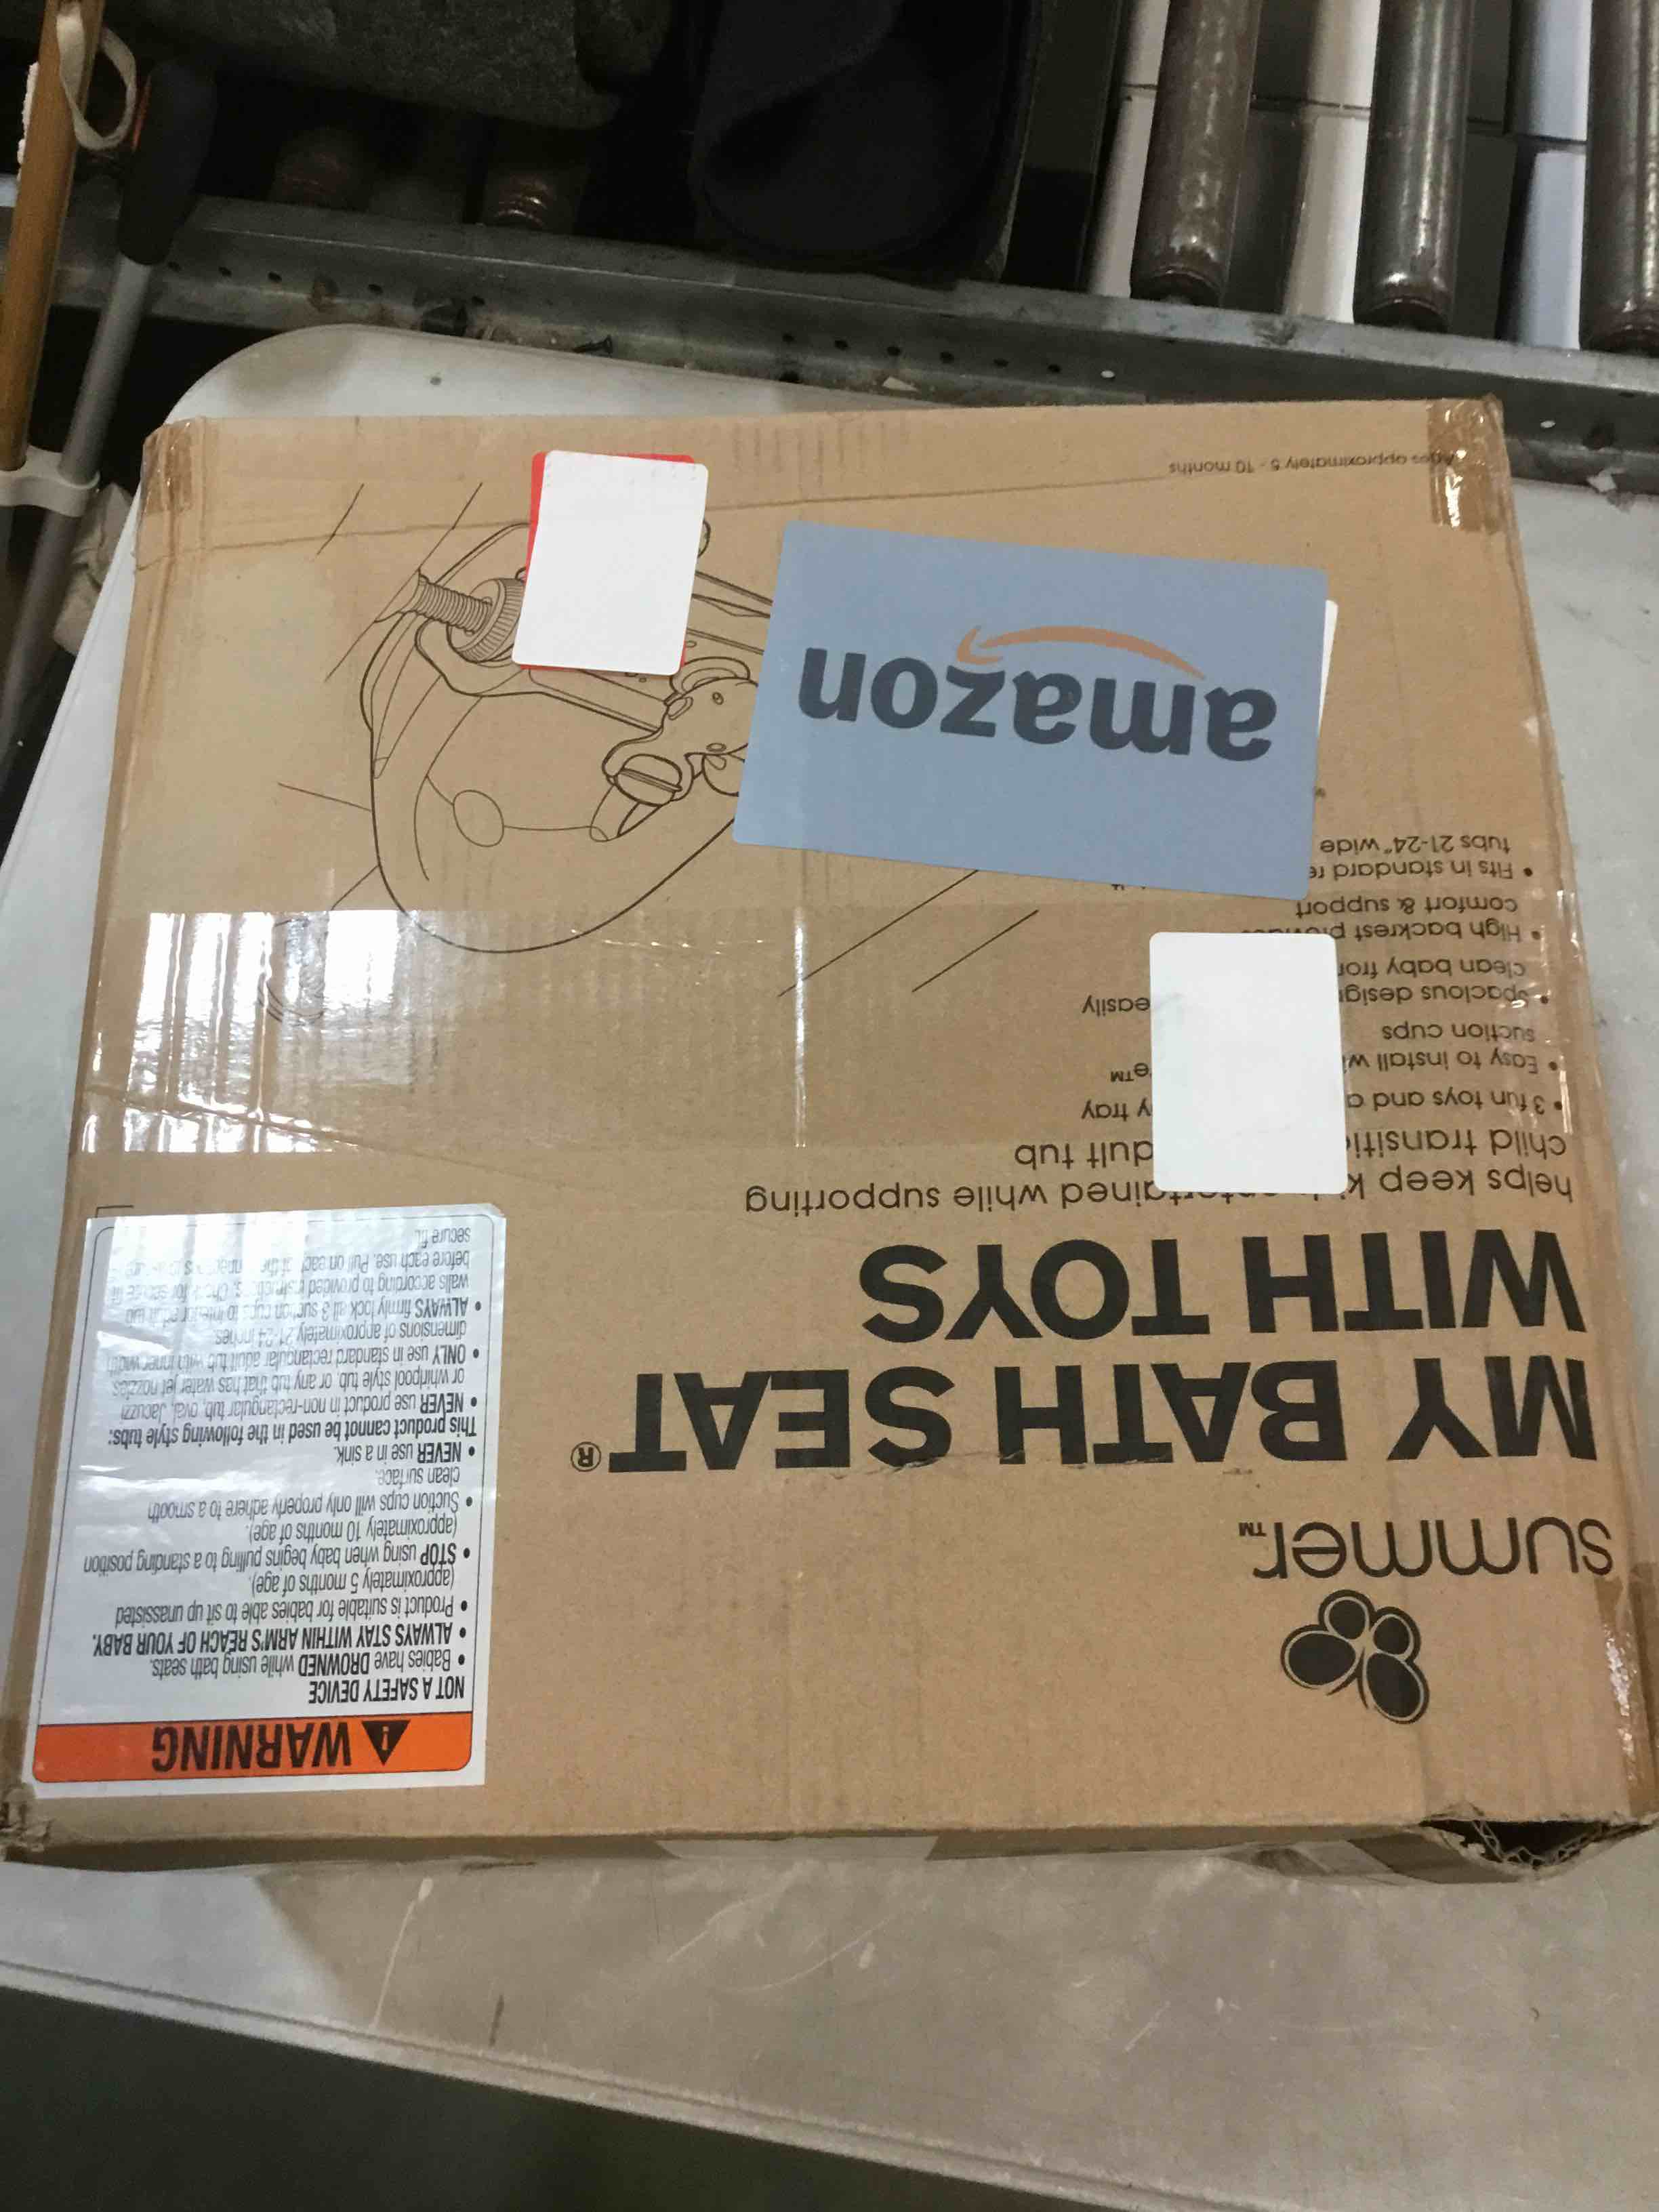 summer™
MY BATH SEAT®
WITH TOYS
helps keep entertained while supporting
child dult tub
• 3 fun toys and y tray
• Easy to install e™
suction cups
• Spacious design easily
clean baby
• High backrest
comfort & support
• Fits in standard
tubs 21-24" wide
amazon
Ages approximately 5 - 10 months
WARNING
NOT A SAFETY DEVICE
• Babies have DROWNED while using bath seats.
• ALWAYS STAY WITHIN ARM'S REACH OF YOUR BABY.
• Product is suitable for babies able to sit up unassisted
(approximately 5 months of age).
• STOP using when baby begins pulling to a standing position
(approximately 10 months of age).
• Suction cups will only properly adhere to a smooth
clean surface.
• NEVER use in a sink.
This product cannot be used in the following style tubs:
• NEVER use product in non-rectangular tub, oval, Jacuzzi
or whirlpool style tub, or any tub that has water jet nozzles.
• ONLY use in standard rectangular adult tub with inner width
dimensions of approximately 21-24 inches.
• ALWAYS firmly lock all 3 suction cups to interior
walls according to provided for
before each use. Pull on each of the
secure fit.